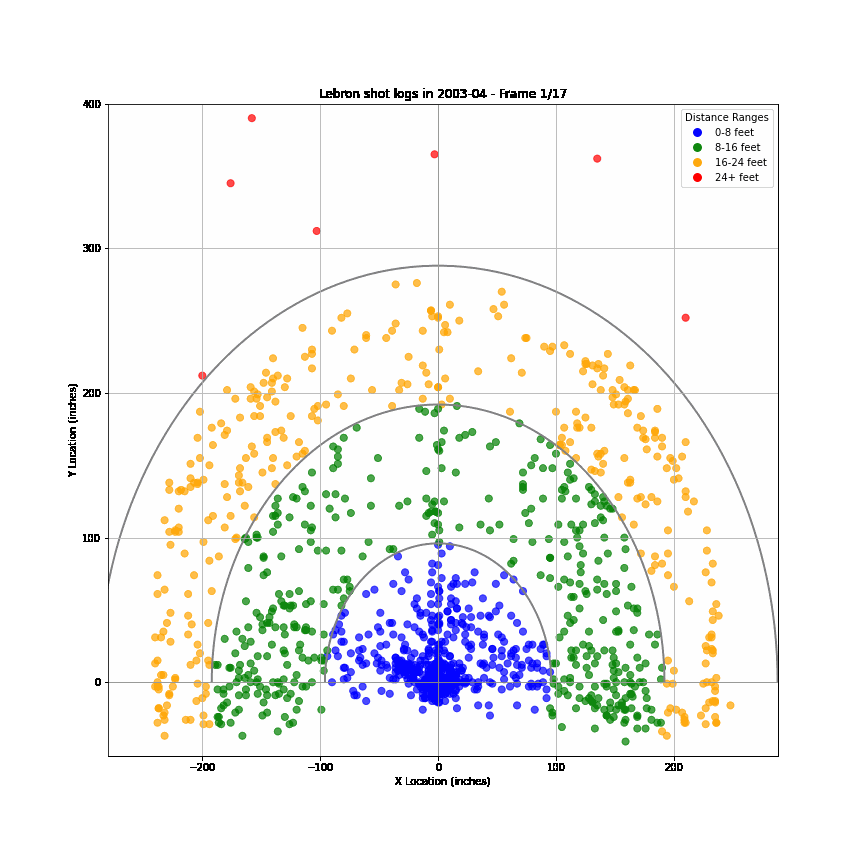 Lebron shot logs in 2003-04 - Frame 1/17
Distance Ranges
0-8 feet
8-16 feet
16-24 feet
24+ feet
400
300
200
100
0
Y Location (inches)
−200 −100 0 100 200
X Location (inches)